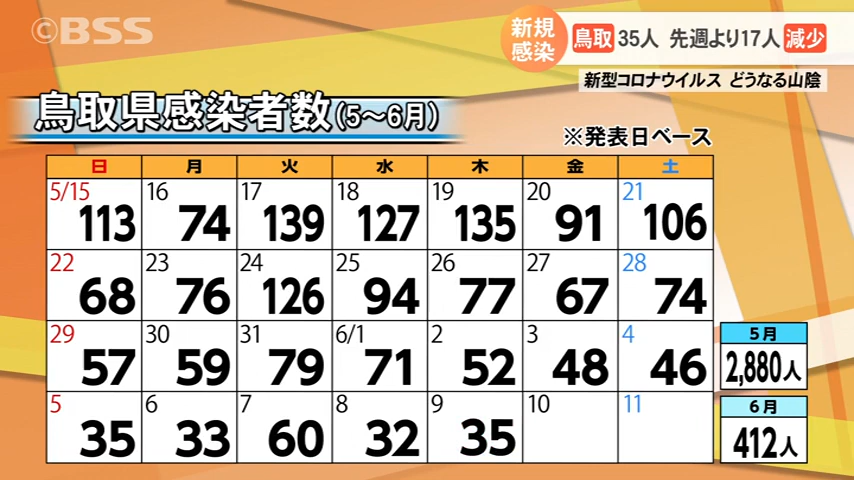 ©BSS
新規感染
鳥取 35人 先週より17人 減少
新型コロナウイルス どうなる山陰
鳥取県感染者数(5～6月)
※発表日ベース
日 月 火 水 木 金 土
5/15 16 17 18 19 20 21
113 74 139 127 135 91 106
22 23 24 25 26 27 28
68 76 126 94 77 67 74
29 30 31 6/1 2 3 4
57 59 79 71 52 48 46
5月
2,880人
5 6 7 8 9 10 11
35 33 60 32 35
6月
412人